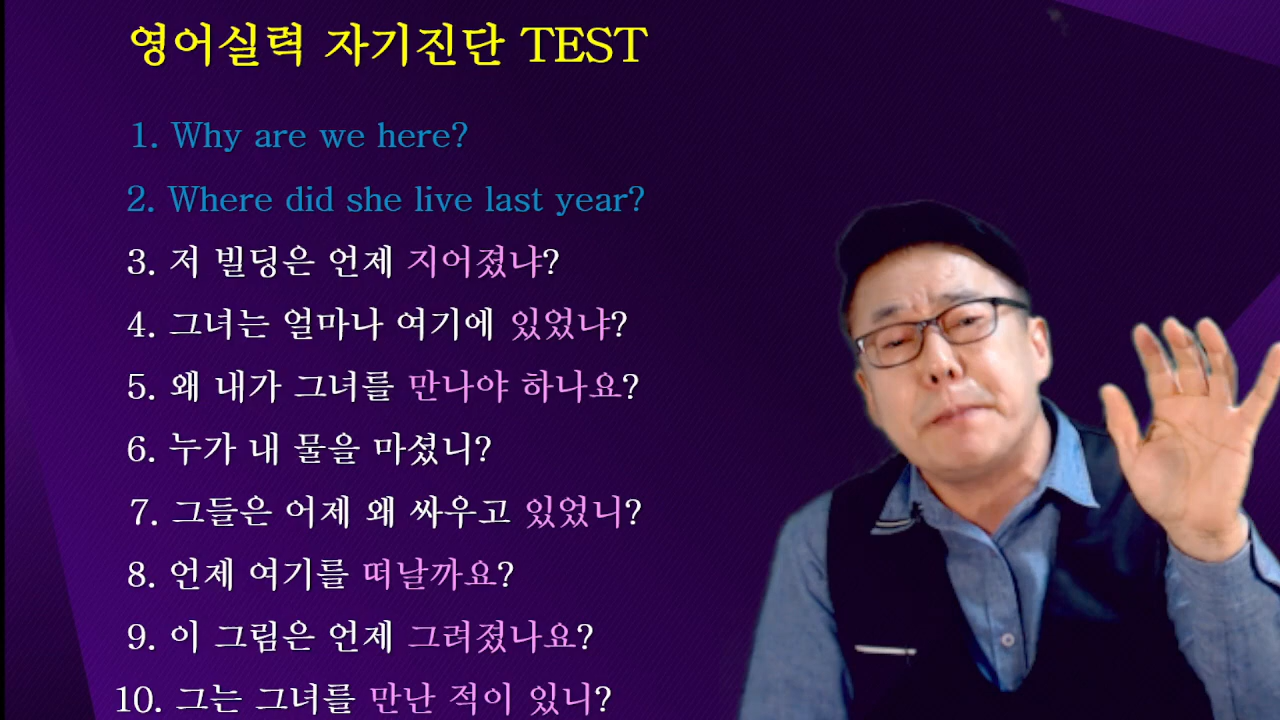 영어실력 자기진단 TEST
1. Why are we here?
2. Where did she live last year?
3. 저 빌딩은 언제 지어졌냐?
4. 그녀는 얼마나 여기에 있었냐?
5. 왜 내가 그녀를 만나야 하나요?
6. 누가 내 물을 마셨니?
7. 그들은 어제 왜 싸우고 있었니?
8. 언제 여기를 떠날까요?
9. 이 그림은 언제 그려졌나요?
10. 그는 그녀를 만난 적이 있니?